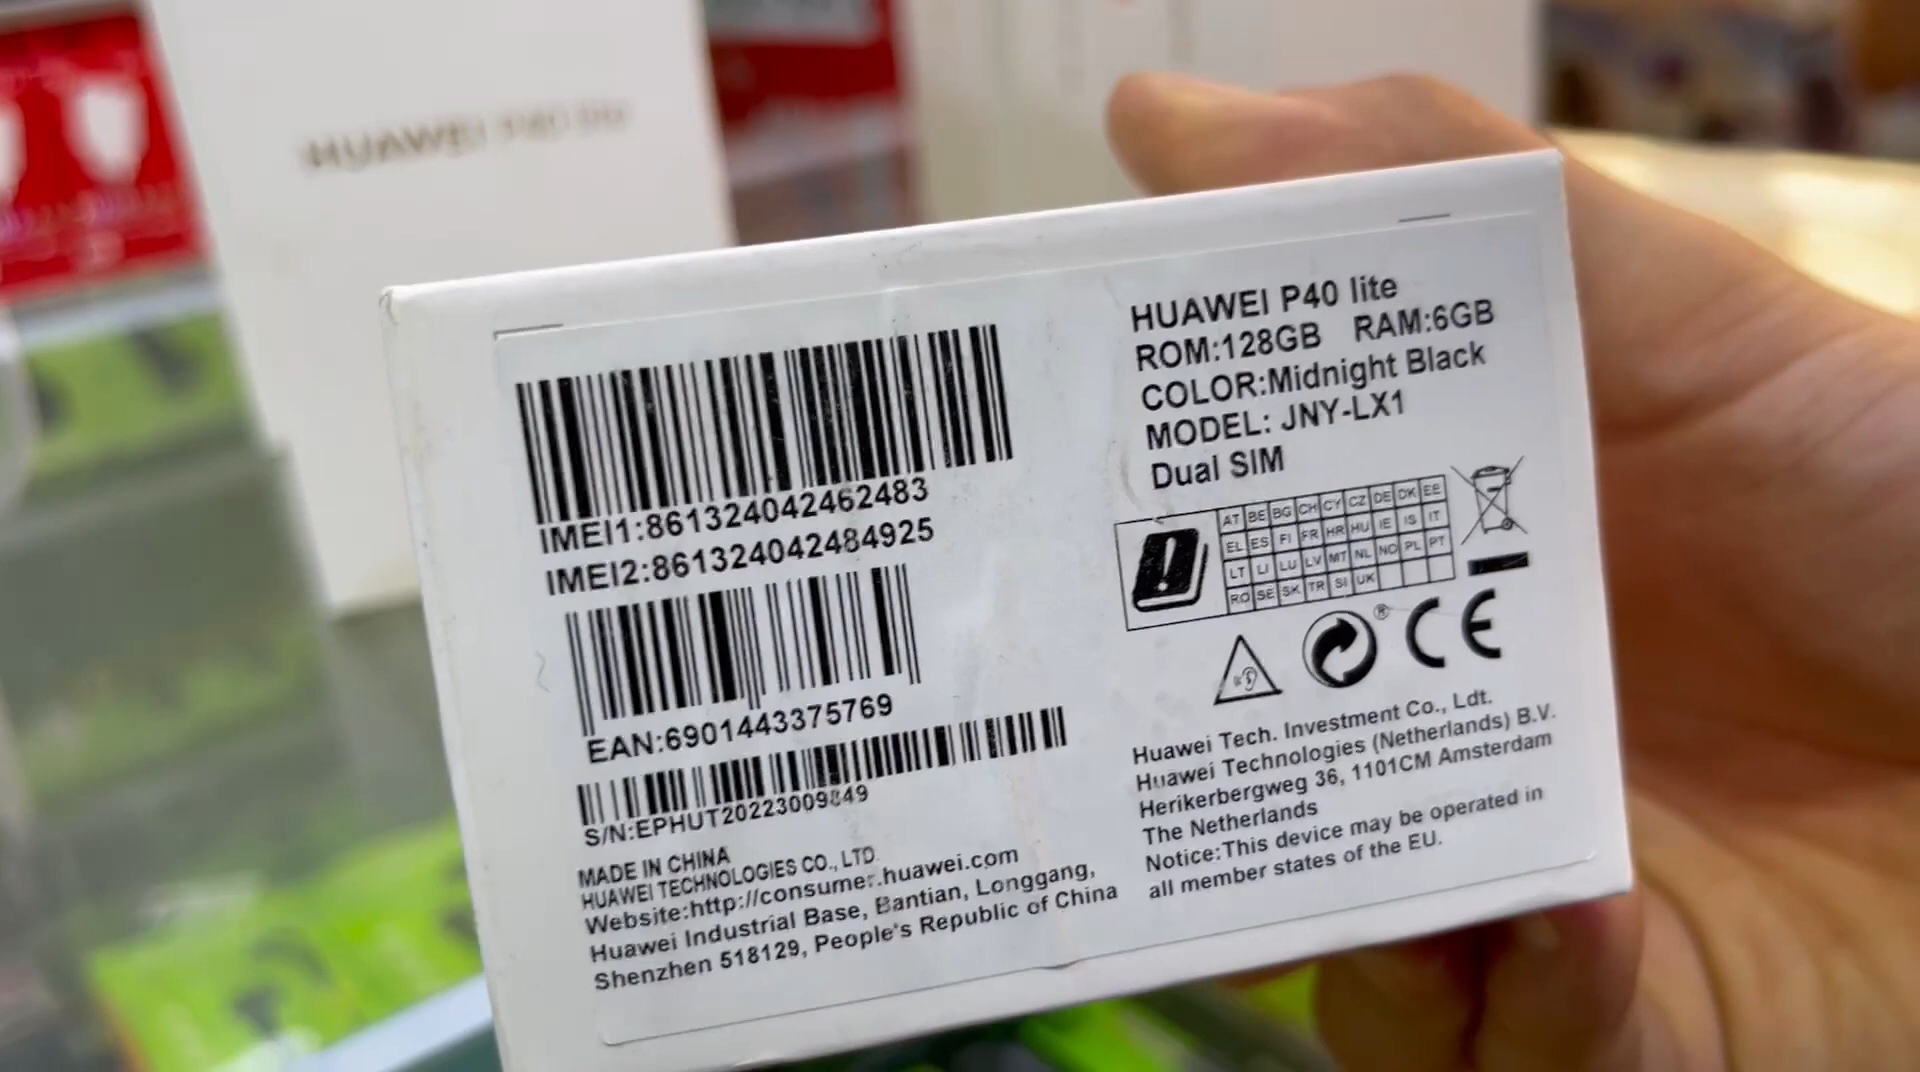 HUAWEI P40 lite
HUAWEI P40 lite
ROM:128GB RAM:6GB
COLOR:Midnight Black
MODEL: JNY-LX1
Dual SIM
IMEI1:861324042462483
IMEI2:861324042484925
EAN:6901443375769
S/N:EPHUT20223009849
MADE IN CHINA
HUAWEI TECHNOLOGIES CO., LTD.
Website:http://consumer.huawei.com
Huawei Industrial Base, Bantian, Longgang,
Shenzhen 518129, People's Republic of China
AT BE BG CH CY CZ DE DK EE
EL ES FI FR HR HU IE IS IT
LT LI LU LV MT NL NO PL PT
RO SE SK TR SI UK
®
CE
Huawei Tech. Investment Co., Ldt.
Huawei Technologies (Netherlands) B.V.
Herikerbergweg 36, 1101CM Amsterdam
The Netherlands
Notice:This device may be operated in
all member states of the EU.